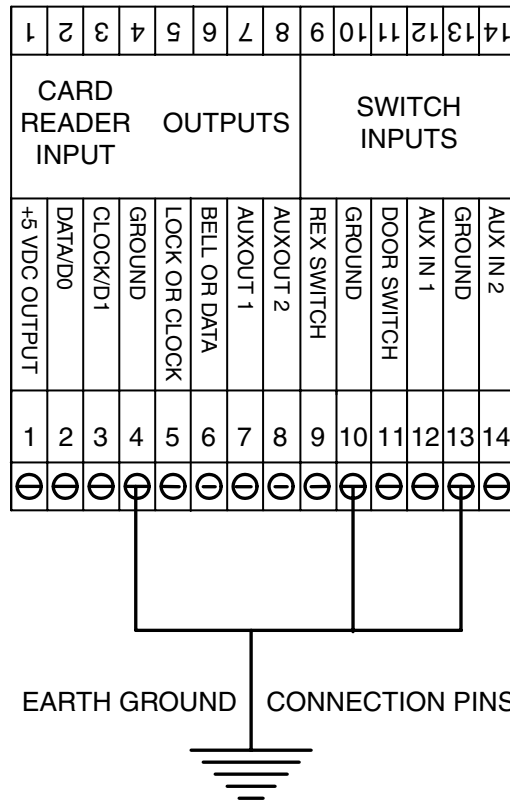 1 2 3 4 5 6 7 8 9 10 11 12 13 14
CARD
READER
INPUT
OUTPUTS
SWITCH
INPUTS
+5 VDC OUTPUT
DATA/D0
CLOCK/D1
GROUND
LOCK OR CLOCK
BELL OR DATA
AUXOUT 1
AUXOUT 2
REX SWITCH
GROUND
DOOR SWITCH
AUX IN 1
GROUND
AUX IN 2
1 2 3 4 5 6 7 8 9 10 11 12 13 14
EARTH GROUND CONNECTION PINS